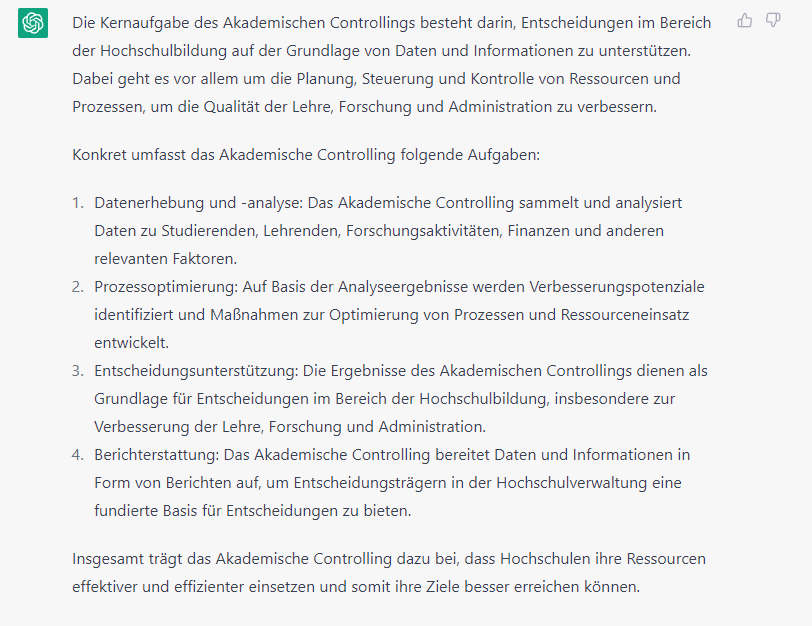 Die Kernaufgabe des Akademischen Controllings besteht darin, Entscheidungen im Bereich
der Hochschulbildung auf der Grundlage von Daten und Informationen zu unterstützen.
Dabei geht es vor allem um die Planung, Steuerung und Kontrolle von Ressourcen und
Prozessen, um die Qualität der Lehre, Forschung und Administration zu verbessern.
Konkret umfasst das Akademische Controlling folgende Aufgaben:
1. Datenerhebung und -analyse: Das Akademische Controlling sammelt und analysiert
Daten zu Studierenden, Lehrenden, Forschungsaktivitäten, Finanzen und anderen
relevanten Faktoren.
2. Prozessoptimierung: Auf Basis der Analyseergebnisse werden Verbesserungspotenziale
identifiziert und Maßnahmen zur Optimierung von Prozessen und Ressourceneinsatz
entwickelt.
3. Entscheidungsunterstützung: Die Ergebnisse des Akademischen Controllings dienen als
Grundlage für Entscheidungen im Bereich der Hochschulbildung, insbesondere zur
Verbesserung der Lehre, Forschung und Administration.
4. Berichterstattung: Das Akademische Controlling bereitet Daten und Informationen in
Form von Berichten auf, um Entscheidungsträgern in der Hochschulverwaltung eine
fundierte Basis für Entscheidungen zu bieten.
Insgesamt trägt das Akademische Controlling dazu bei, dass Hochschulen ihre Ressourcen
effektiver und effizienter einsetzen und somit ihre Ziele besser erreichen können.